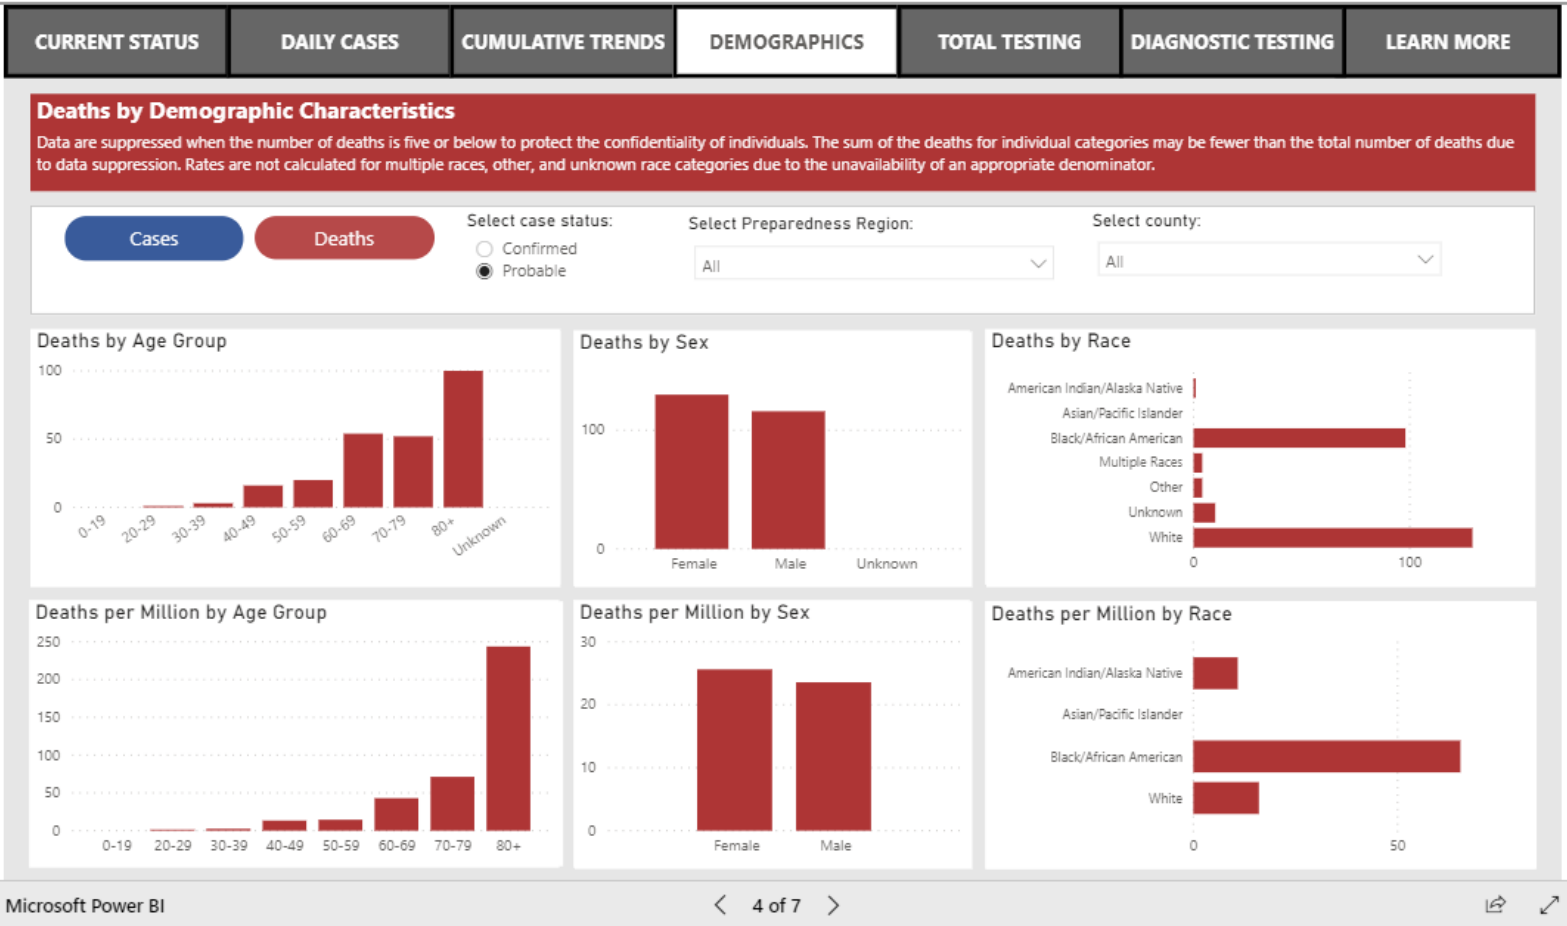 CURRENT STATUS
DAILY CASES
CUMULATIVE TRENDS
DEMOGRAPHICS
TOTAL TESTING
DIAGNOSTIC TESTING
LEARN MORE
Deaths by Demographic Characteristics
Data are suppressed when the number of deaths is five or below to protect the confidentiality of individuals. The sum of the deaths for individual categories may be fewer than the total number of deaths due
to data suppression. Rates are not calculated for multiple races, other, and unknown race categories due to the unavailability of an appropriate denominator.
Cases
Deaths
Select case status:
Confirmed
Probable
Select Preparedness Region:
All
Select county:
All
Deaths by Age Group
100
50
0
0-19
20-29
30-39
40-49
50-59
60-69
70-79
80+
Unknown
Deaths by Sex
100
0
Female
Male
Unknown
Deaths by Race
American Indian/Alaska Native
Asian/Pacific Islander
Black/African American
Multiple Races
Other
Unknown
White
0
100
Deaths per Million by Age Group
250
200
150
100
50
0
0-19
20-29
30-39
40-49
50-59
60-69
70-79
80+
Deaths per Million by Sex
30
20
10
0
Female
Male
Deaths per Million by Race
American Indian/Alaska Native
Asian/Pacific Islander
Black/African American
White
0
50
Microsoft Power BI
4 of 7